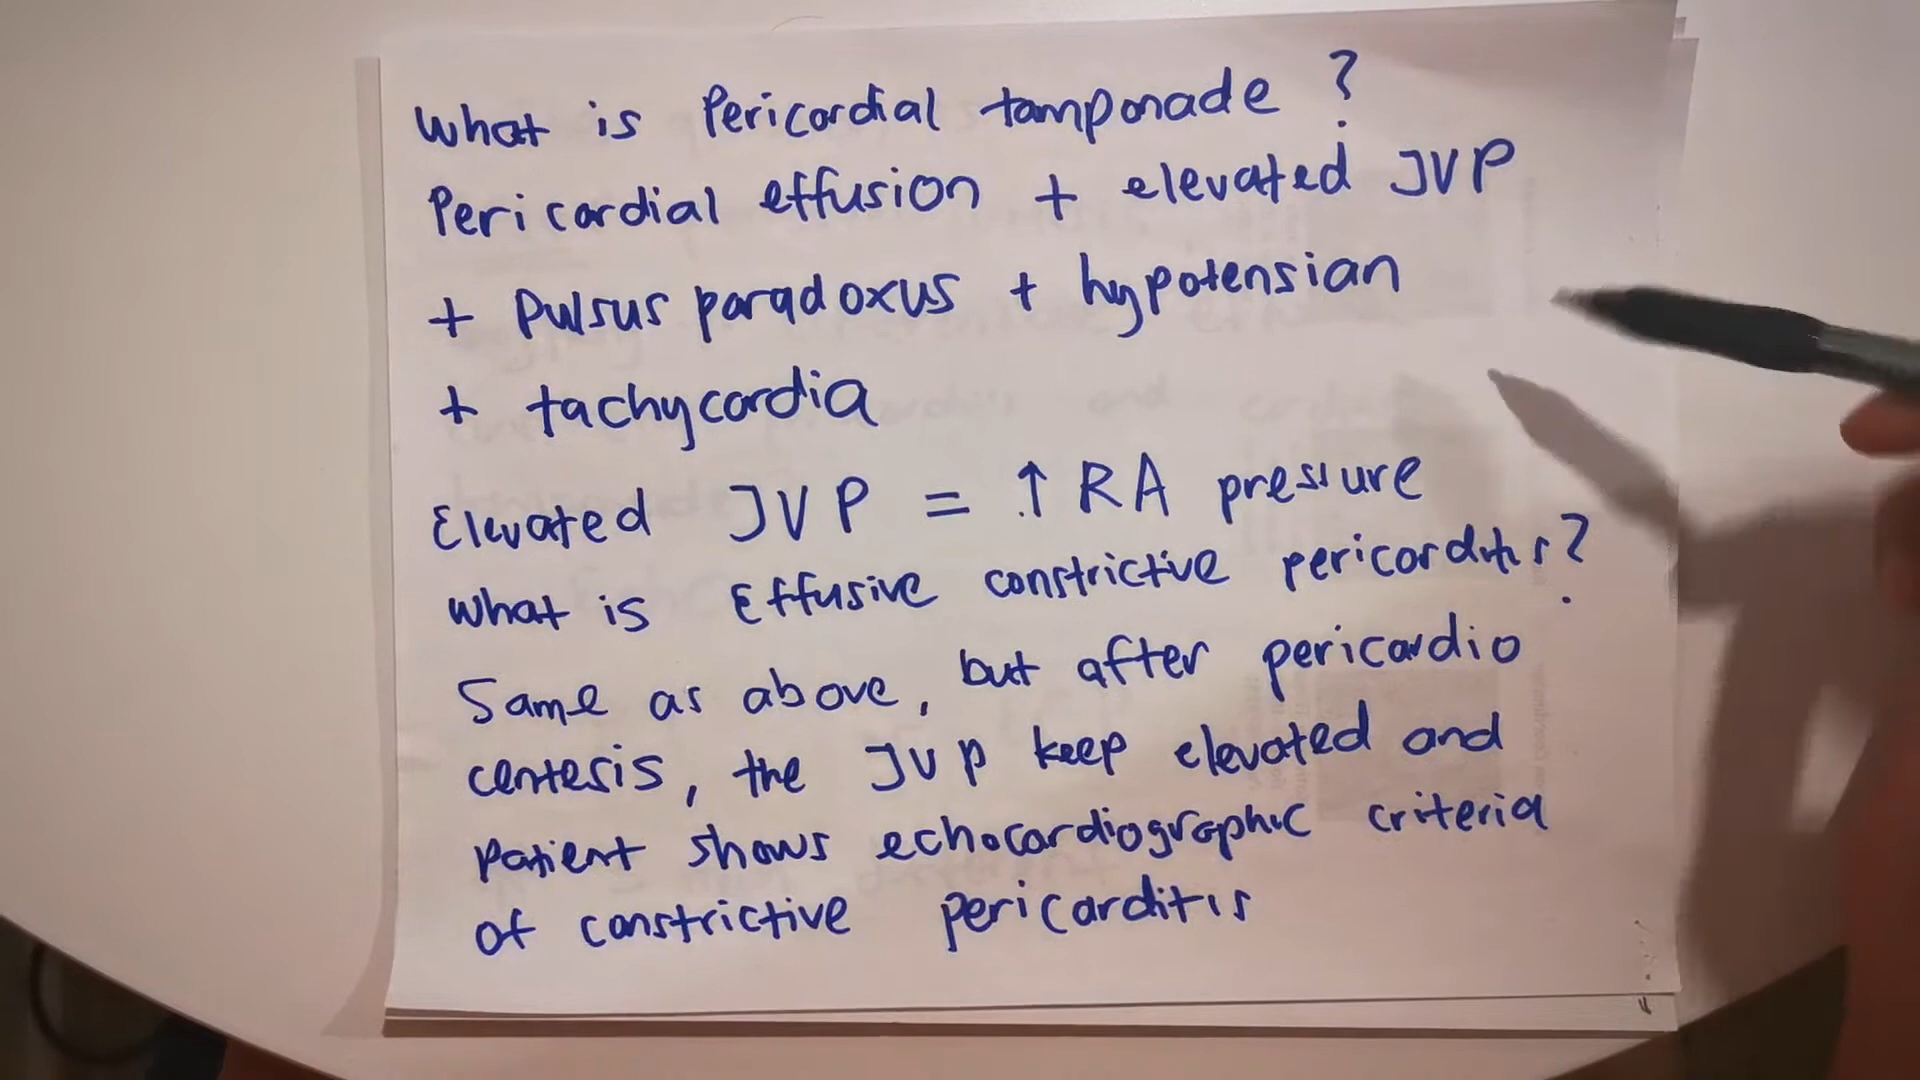 What is Pericardial tamponade ?
Pericardial effusion + elevated JVP
+ Pulsus paradoxus + hypotensian
+ tachycardia
Elevated JVP = ↑ RA pressure
What is Effusive constrictive pericarditis?
Same as above, but after pericardio
centesis, the JVP keep elevated and
patient shows echocardiographic criteria
of constrictive pericarditis